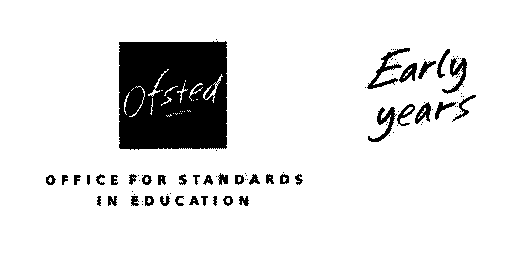 Ofsted
OFFICE FOR STANDARDS
IN EDUCATION
Early
years